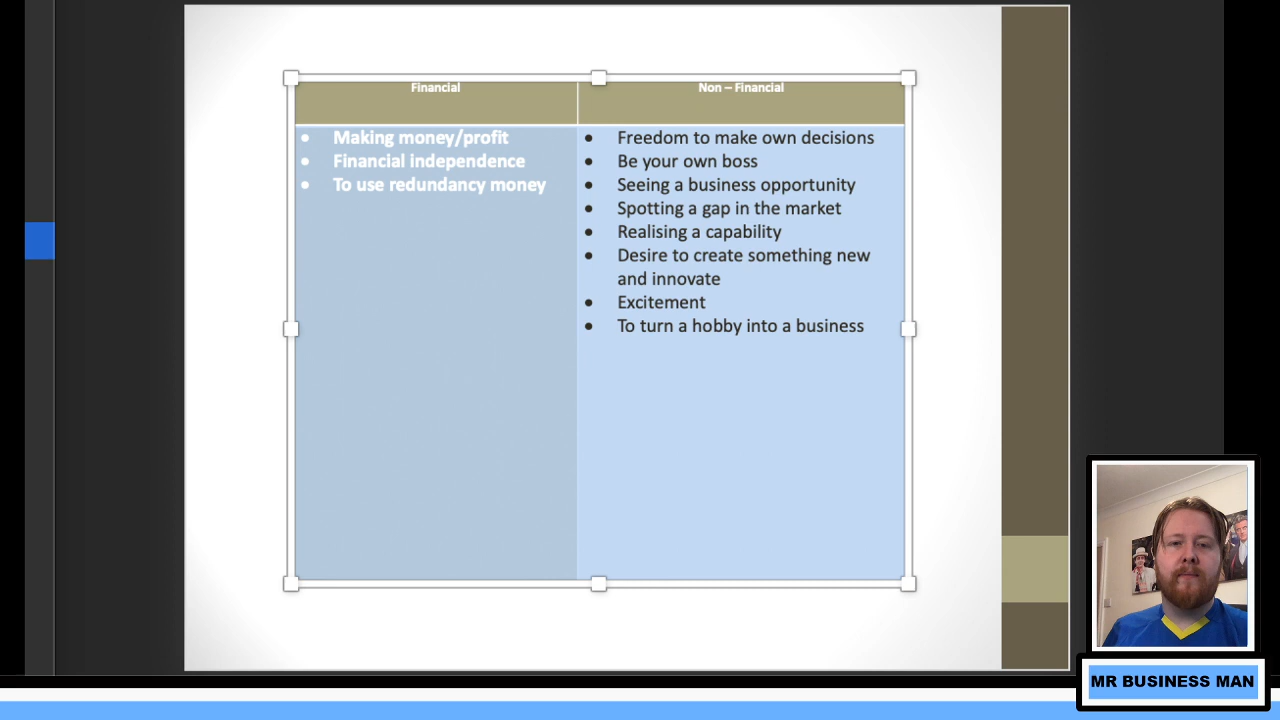 Financial
Non – Financial
• Making money/profit
• Financial independence
• To use redundancy money
• Freedom to make own decisions
• Be your own boss
• Seeing a business opportunity
• Spotting a gap in the market
• Realising a capability
• Desire to create something new
and innovate
• Excitement
• To turn a hobby into a business
MR BUSINESS MAN